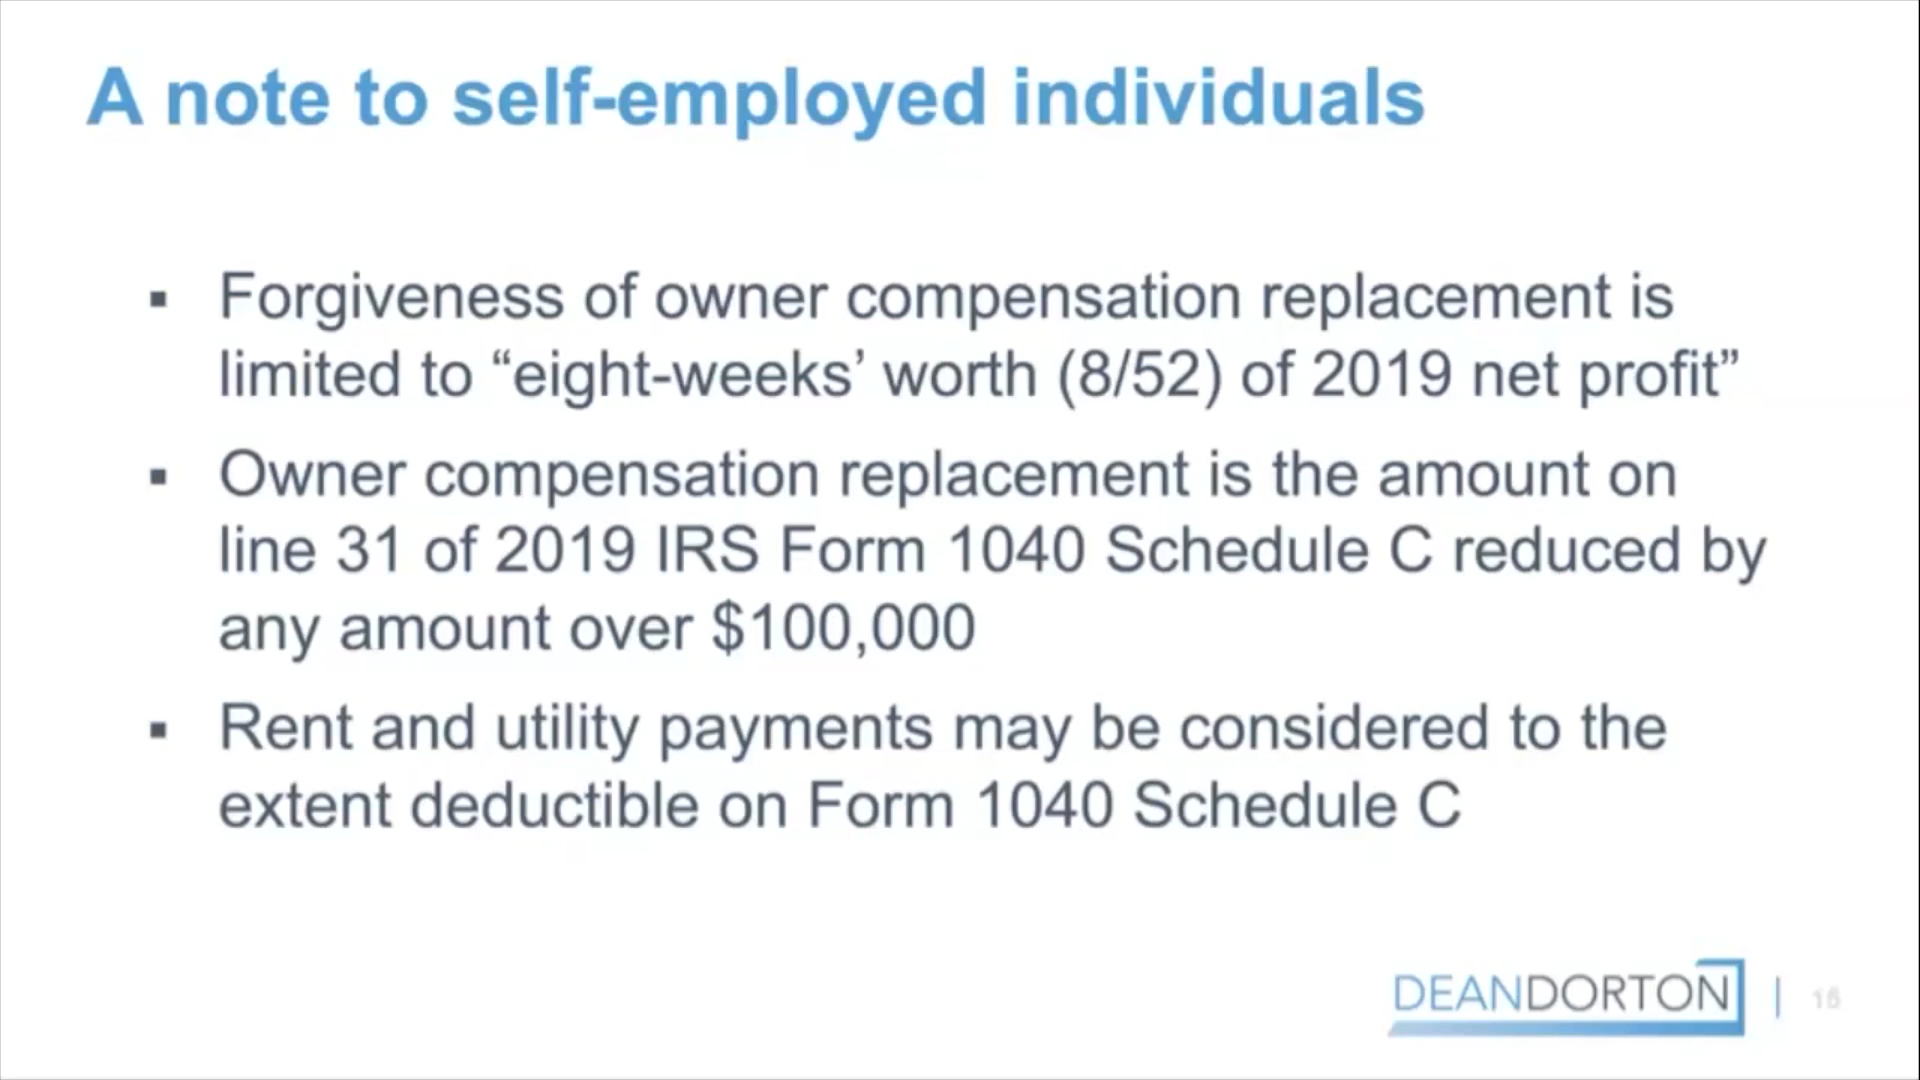 A note to self-employed individuals
▪ Forgiveness of owner compensation replacement is
limited to “eight-weeks’ worth (8/52) of 2019 net profit”
▪ Owner compensation replacement is the amount on
line 31 of 2019 IRS Form 1040 Schedule C reduced by
any amount over $100,000
▪ Rent and utility payments may be considered to the
extent deductible on Form 1040 Schedule C
DEANDORTON |